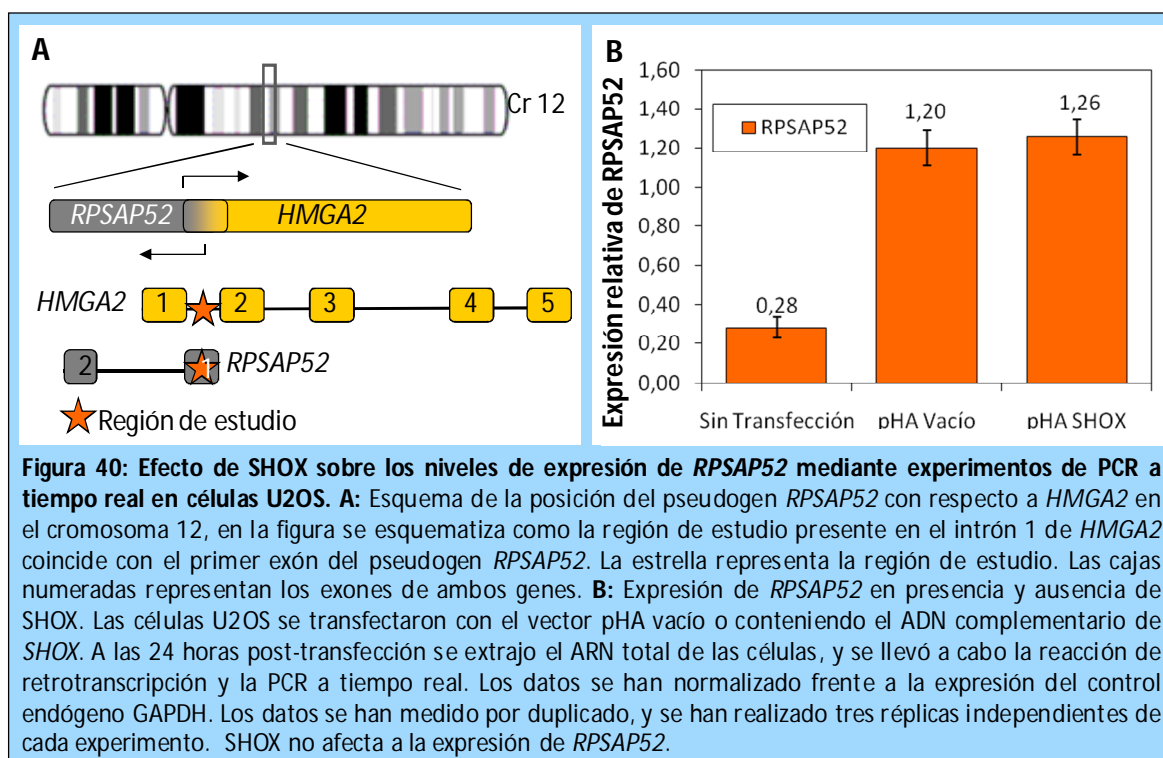 A
Cr 12
RPSAP52
HMGA2
HMGA2
1
2
3
4
5
2
1
RPSAP52
Región de estudio
B
Expresión relativa de RPSAP52
1,60
1,40
1,20
1,00
0,80
0,60
0,40
0,20
0,00
RPSAP52
0,28
1,20
1,26
Sin Transfección
pHA Vacío
pHA SHOX
Figura 40: Efecto de SHOX sobre los niveles de expresión de RPSAP52 mediante experimentos de PCR a
tiempo real en células U2OS. A: Esquema de la posición del pseudogen RPSAP52 con respecto a HMGA2 en
el cromosoma 12, en la figura se esquematiza como la región de estudio presente en el intrón 1 de HMGA2
coincide con el primer exón del pseudogen RPSAP52. La estrella representa la región de estudio. Las cajas
numeradas representan los exones de ambos genes. B: Expresión de RPSAP52 en presencia y ausencia de
SHOX. Las células U2OS se transfectaron con el vector pHA vacío o conteniendo el ADN complementario de
SHOX. A las 24 horas post-transfección se extrajo el ARN total de las células, y se llevó a cabo la reacción de
retrotranscripción y la PCR a tiempo real. Los datos se han normalizado frente a la expresión del control
endógeno GAPDH. Los datos se han medido por duplicado, y se han realizado tres réplicas independientes de
cada experimento. SHOX no afecta a la expresión de RPSAP52.